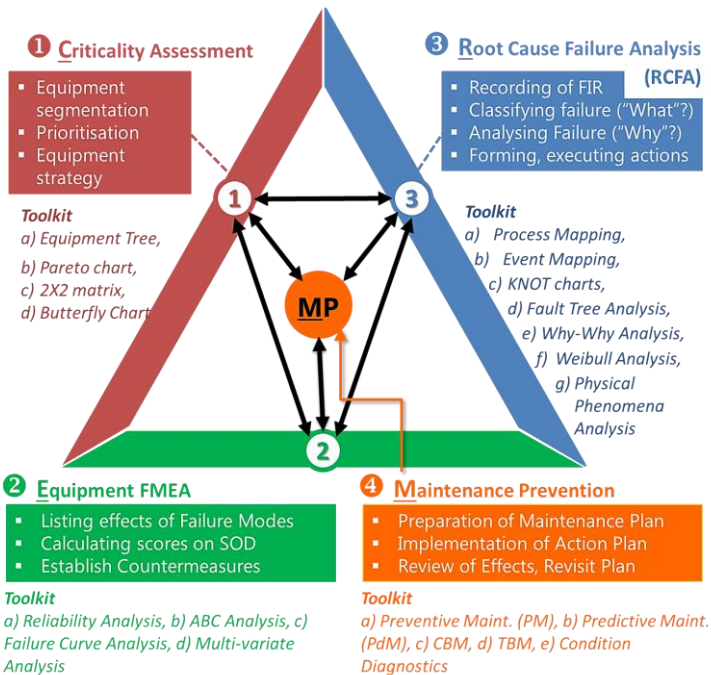 ❶ Criticality Assessment
▪ Equipment
segmentation
▪ Prioritisation
▪ Equipment
strategy
Toolkit
a) Equipment Tree,
b) Pareto chart,
c) 2X2 matrix,
d) Butterfly Chart
❸ Root Cause Failure Analysis
(RCFA)
▪ Recording of FIR
▪ Classifying failure ("What"?)
▪ Analysing Failure ("Why"?)
▪ Forming, executing actions
Toolkit
a) Process Mapping,
b) Event Mapping,
c) KNOT charts,
d) Fault Tree Analysis,
e) Why-Why Analysis,
f) Weibull Analysis,
g) Physical
Phenomena
Analysis
1
3
MP
2
❷ Equipment FMEA
▪ Listing effects of Failure Modes
▪ Calculating scores on SOD
▪ Establish Countermeasures
Toolkit
a) Reliability Analysis, b) ABC Analysis, c)
Failure Curve Analysis, d) Multi-variate
Analysis
❹ Maintenance Prevention
▪ Preparation of Maintenance Plan
▪ Implementation of Action Plan
▪ Review of Effects, Revisit Plan
Toolkit
a) Preventive Maint. (PM), b) Predictive Maint.
(PdM), c) CBM, d) TBM, e) Condition
Diagnostics